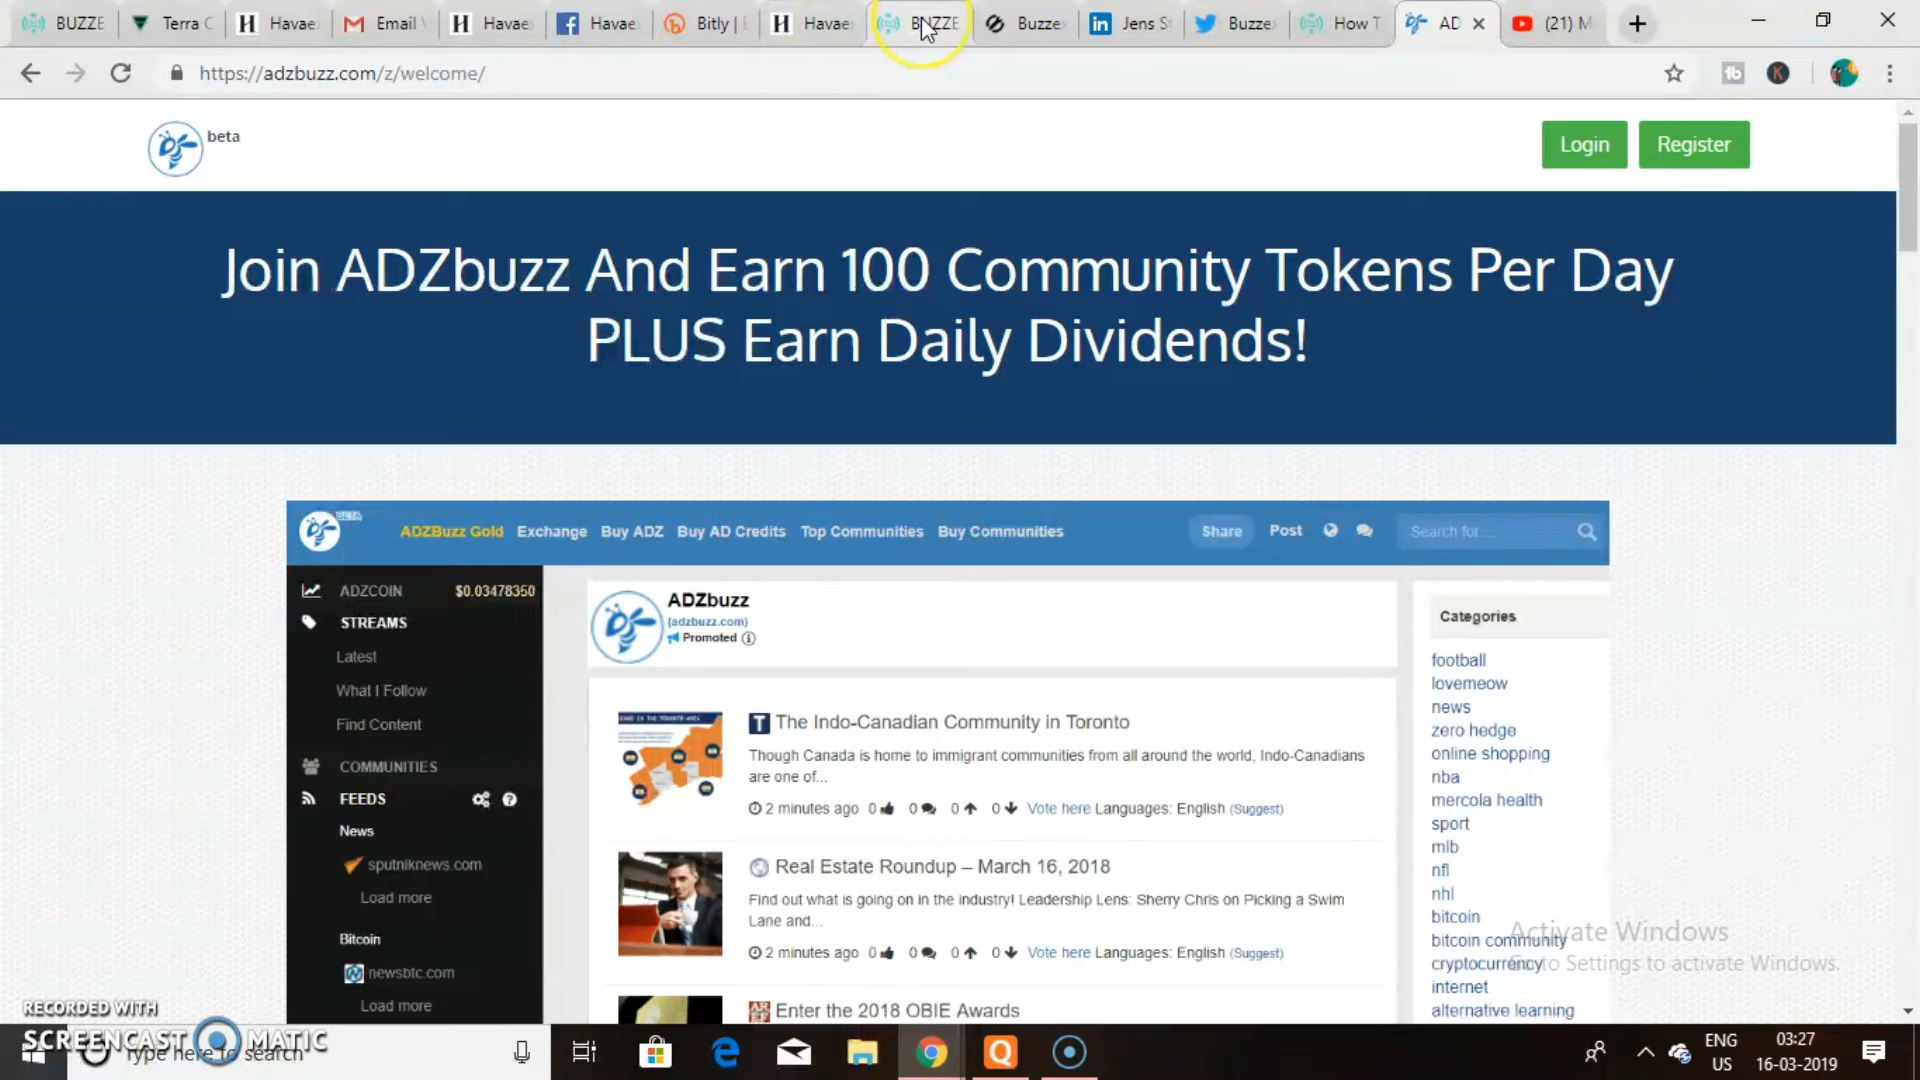 BUZZE
Terra C
Havae
Email
Havae
Havae
Bitly |
Havae
BUZZE
Buzze
Jens S
Buzze
How T
AD
(21) M
https://adzbuzz.com/z/welcome/
beta
Login
Register
Join ADZbuzz And Earn 100 Community Tokens Per Day
PLUS Earn Daily Dividends!
BETA
ADZBuzz Gold Exchange Buy ADZ Buy AD Credits Top Communities Buy Communities
Share Post Search for ...
ADZCOIN $0.03478350
STREAMS
Latest
What I Follow
Find Content
COMMUNITIES
FEEDS
News
sputniknews.com
Load more
Bitcoin
newsbtc.com
Load more
ADZbuzz
(adzbuzz.com)
Promoted
The Indo-Canadian Community in Toronto
Though Canada is home to immigrant communities from all around the world, Indo-Canadians
are one of...
2 minutes ago 0 0 0 0 Vote here Languages: English (Suggest)
Real Estate Roundup – March 16, 2018
Find out what is going on in the industry! Leadership Lens: Sherry Chris on Picking a Swim
Lane and...
2 minutes ago 0 0 0 0 Vote here Languages: English (Suggest)
Enter the 2018 OBIE Awards
Categories
football
lovemeow
news
zero hedge
online shopping
nba
mercola health
sport
mlb
nfl
nhl
bitcoin
bitcoin community
cryptocurrency
internet
alternative learning
Activate Windows
Go to Settings to activate Windows.
RECORDED WITH
SCREENCAST MATIC
Type here to search
ENG
US
03:27
16-03-2019